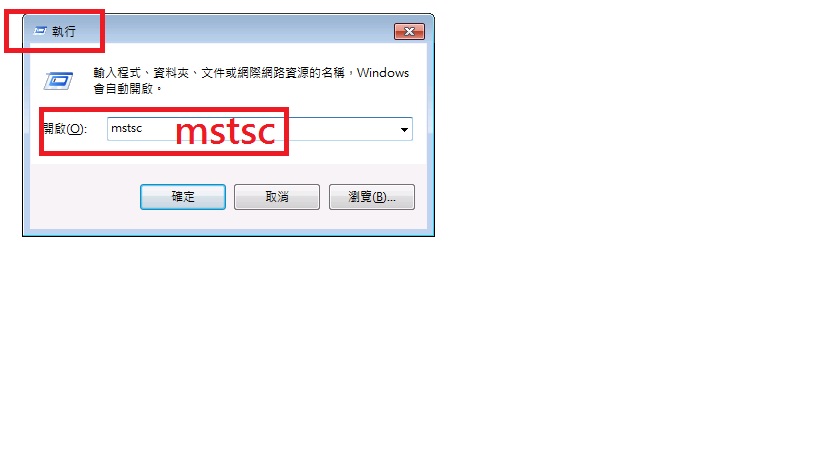 執行
輸入程式、資料夾、文件或網際網路資源的名稱，Windows
會自動開啟。
開啟(O): mstsc mstsc
確定 取消 瀏覽(B)...